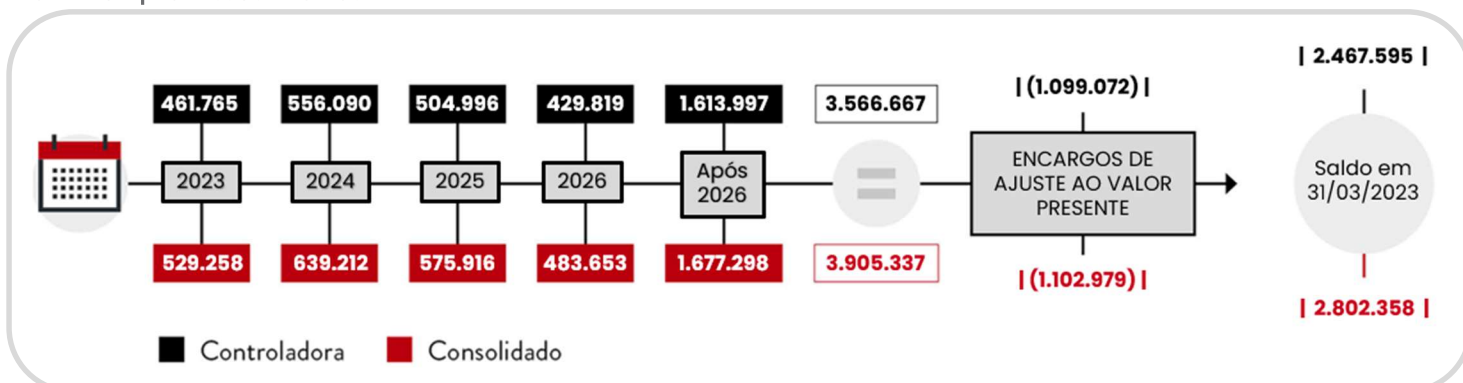 | 2.467.595 |
461.765 556.090 504.996 429.819 1.613.997 3.566.667 | (1.099.072) |
2023 2024 2025 2026 Após 2026 ENCARGOS DE AJUSTE AO VALOR PRESENTE Saldo em 31/03/2023
529.258 639.212 575.916 483.653 1.677.298 3.905.337 | (1.102.979) |
| 2.802.358 |
Controladora Consolidado